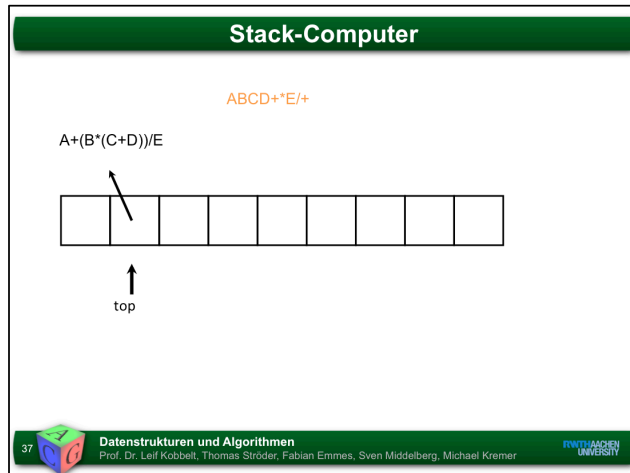 Stack-Computer
ABCD+*E/+
A+(B*(C+D))/E
top
37
A
C G
Datenstrukturen und Algorithmen
Prof. Dr. Leif Kobbelt, Thomas Ströder, Fabian Emmes, Sven Middelberg, Michael Kremer
RWTHAACHEN
UNIVERSITY